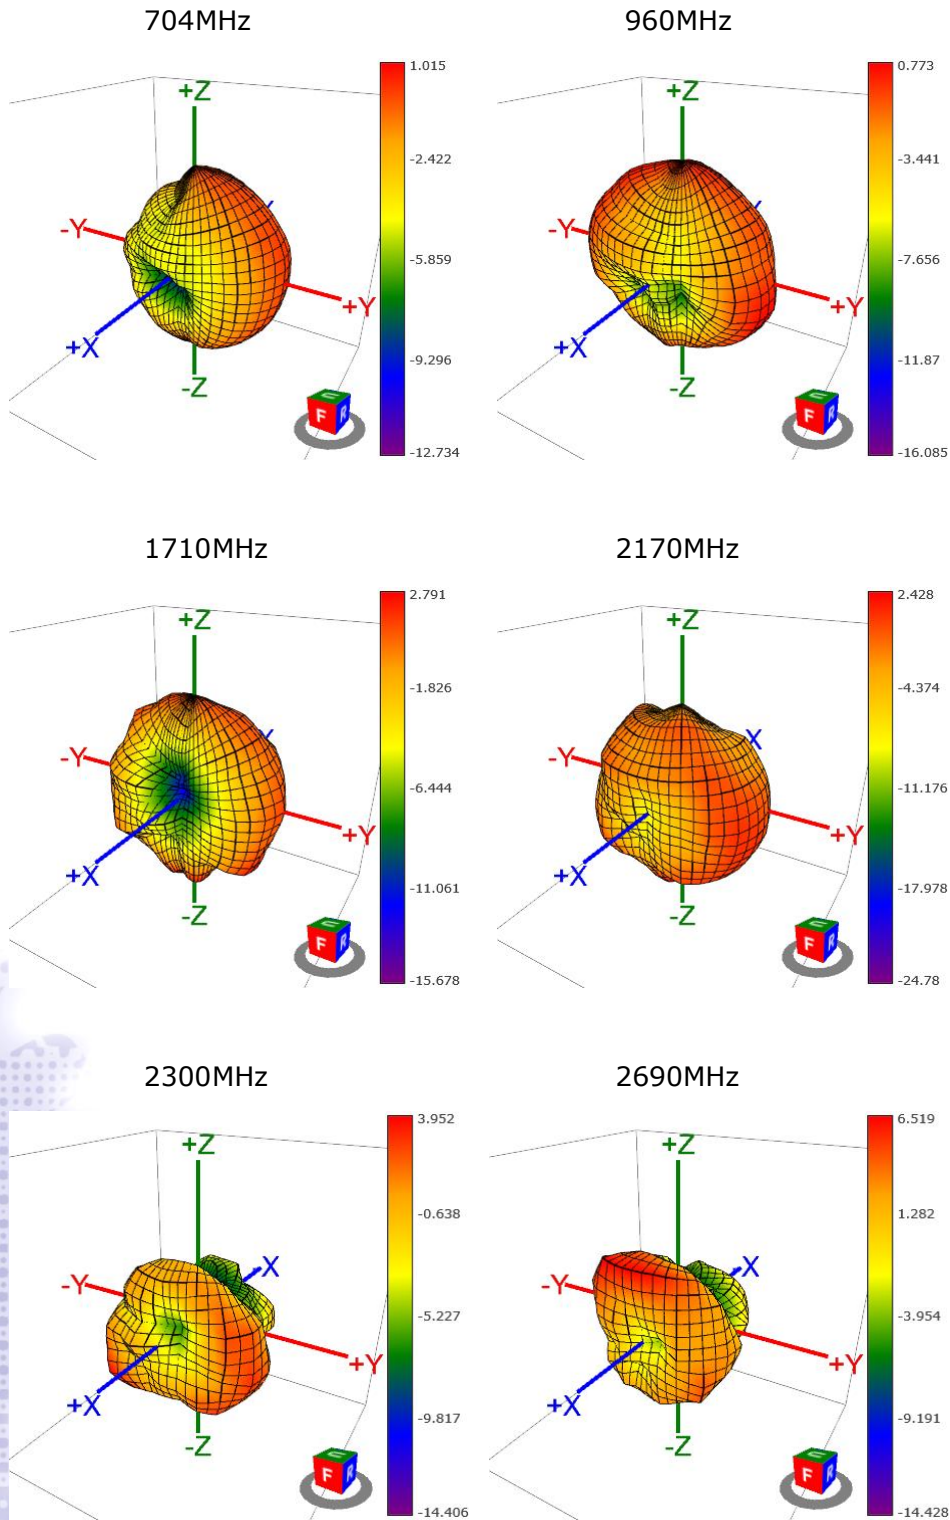 704MHz
+Z
-Y
+Y
+X
-Z
F
R
1.015
-2.422
-5.859
-9.296
-12.734
960MHz
+Z
-Y
+Y
+X
-Z
F
R
0.773
-3.441
-7.656
-11.87
-16.085
1710MHz
+Z
-Y
+Y
+X
-Z
F
R
2.791
-1.826
-6.444
-11.061
-15.678
2170MHz
+Z
X
-Y
+Y
+X
-Z
F
R
2.428
-4.374
-11.176
-17.978
-24.78
2300MHz
+Z
-X
-Y
+Y
+X
-Z
F
R
3.952
-0.638
-5.227
-9.817
-14.406
2690MHz
+Z
-X
-Y
+Y
+X
-Z
F
R
6.519
1.282
-3.954
-9.191
-14.428